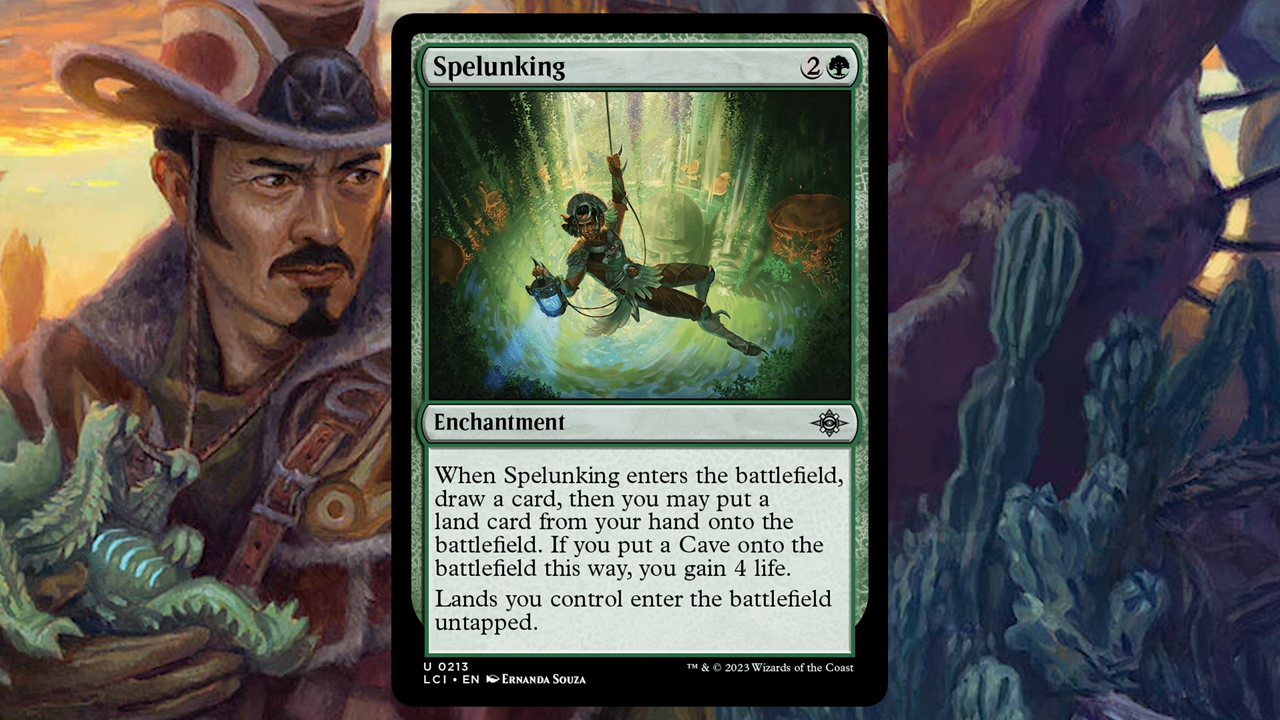 Spelunking 2
Enchantment
When Spelunking enters the battlefield,
draw a card, then you may put a
land card from your hand onto the
battlefield. If you put a Cave onto the
battlefield this way, you gain 4 life.
Lands you control enter the battlefield
untapped.
U 0213
LCI • EN ERNANDA SOUZA
™ & © 2023 Wizards of the Coast